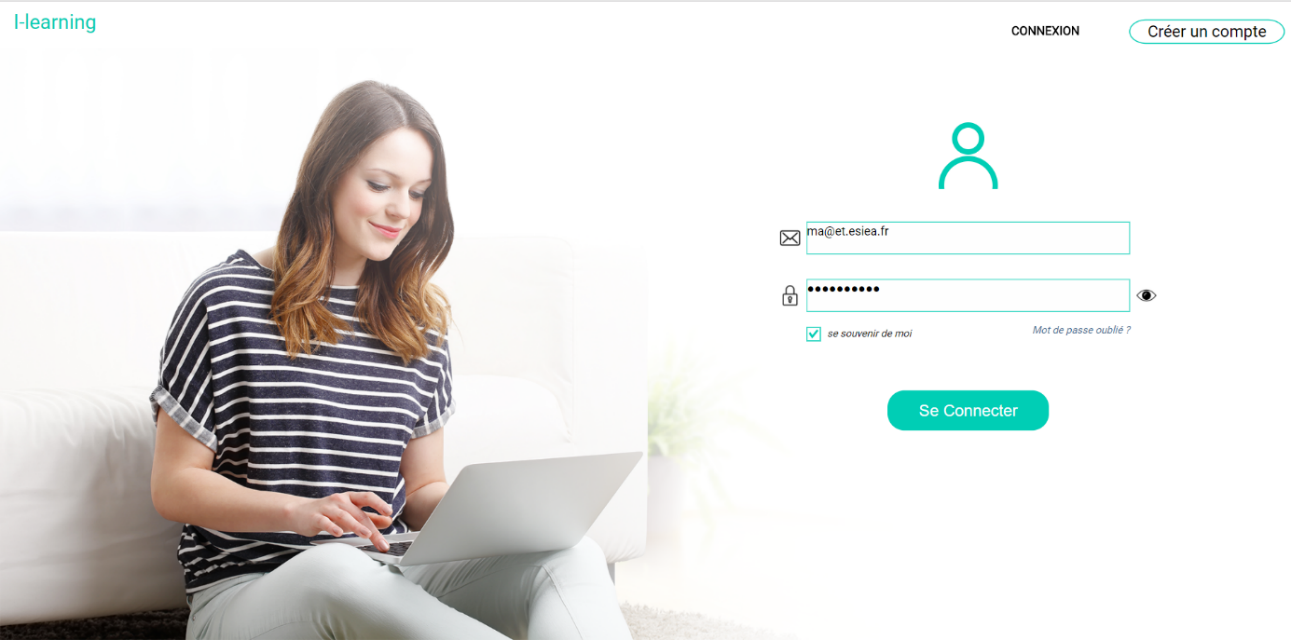 I-learning
CONNEXION
Créer un compte
ma@et.esiea.fr
••••••••••
se souvenir de moi
Mot de passe oublié ?
Se Connecter